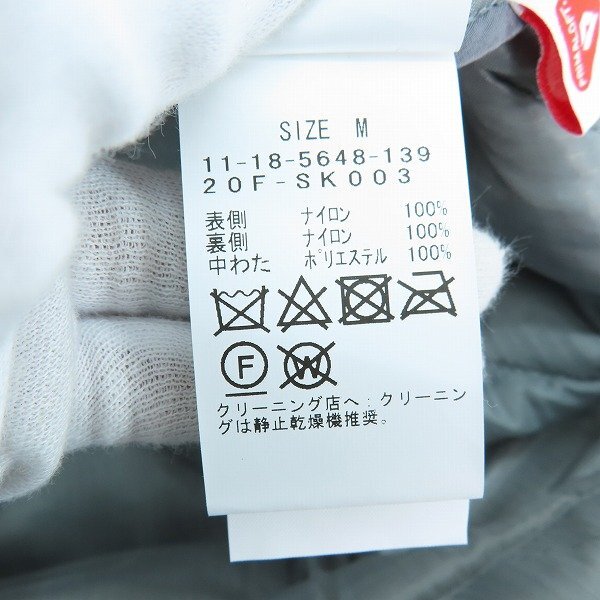 SIZE M
11-18-5648-139
20F-SK003
表側 ナイロン 100%
裏側 ナイロン 100%
中わた ポリエステル 100%
F W
クリーニング店へ:クリーニン
グは静止乾燥機推奨。
PRIMALOFT